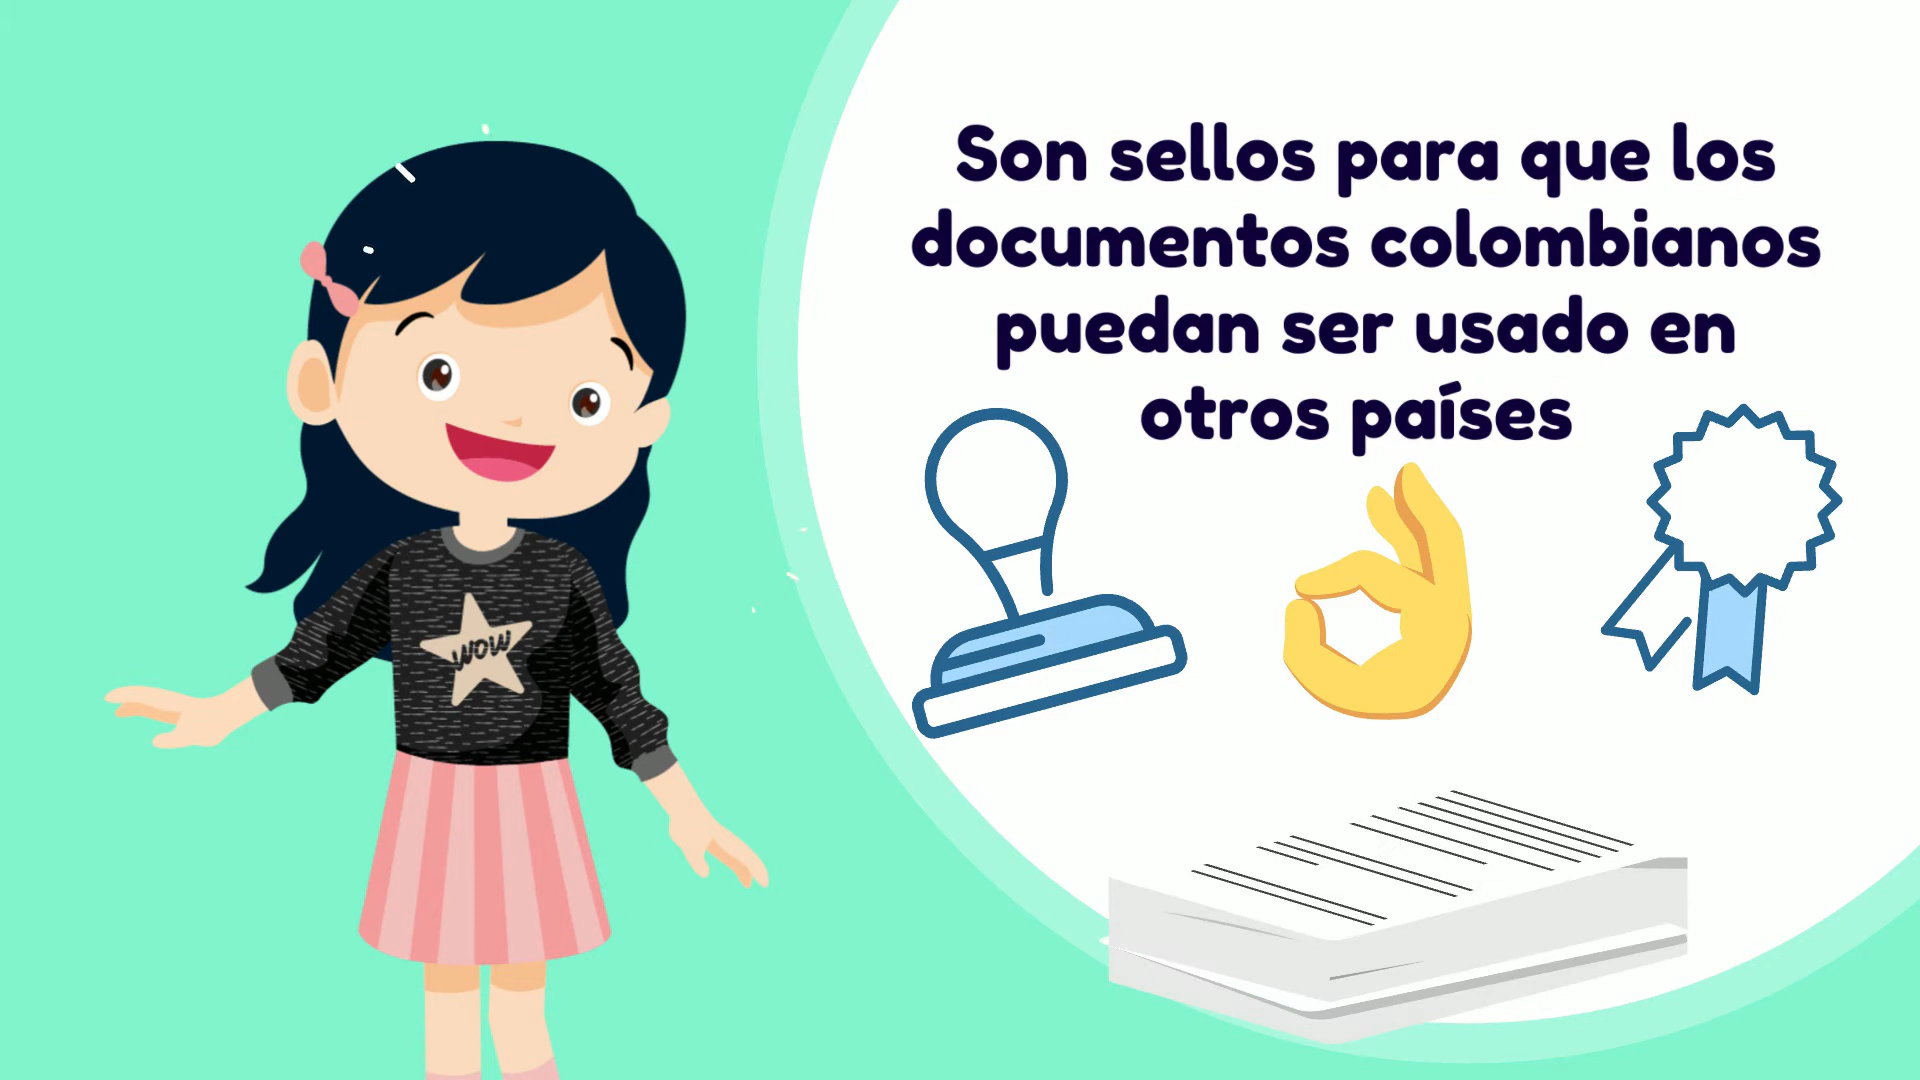 Son sellos para que los
documentos colombianos
puedan ser usado en
otros países
WOW